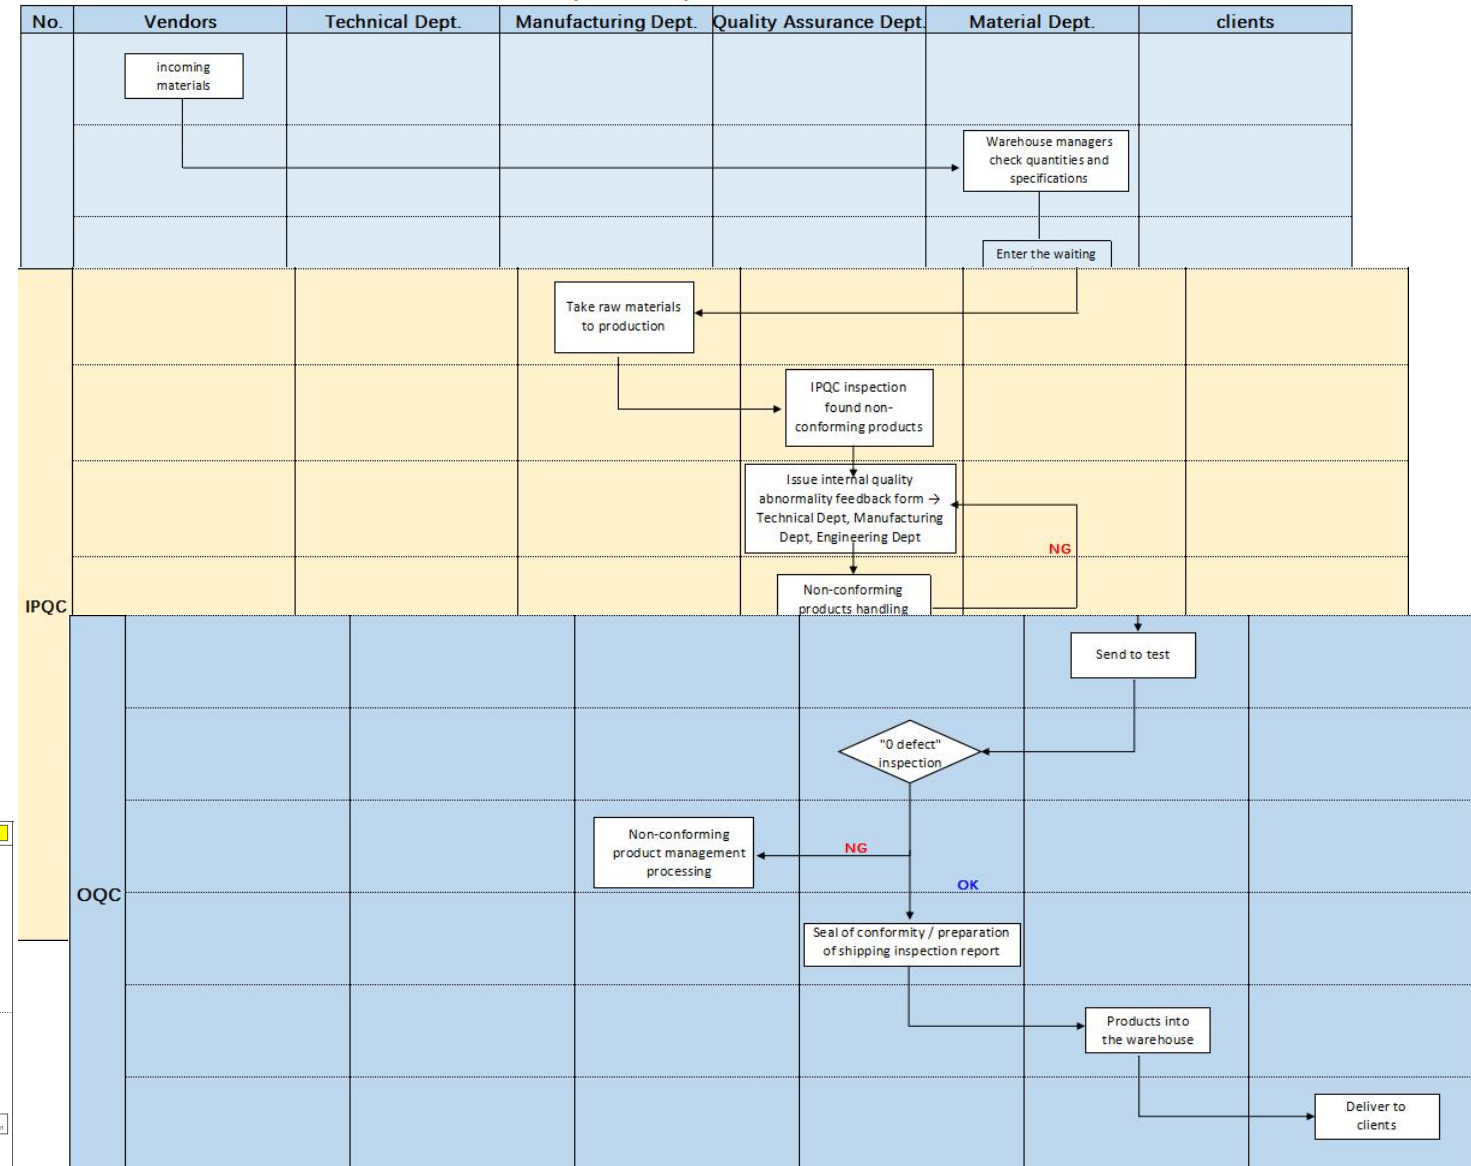 No. Vendors Technical Dept. Manufacturing Dept. Quality Assurance Dept. Material Dept. clients
incoming
materials
Warehouse managers
check quantities and
specifications
Enter the waiting
Take raw materials
to production
IPQC inspection
found non-
conforming products
Issue internal quality
abnormality feedback form →
Technical Dept, Manufacturing
Dept, Engineering Dept
NG
Non-conforming
products handling
IPQC
Send to test
"0 defect"
inspection
Non-conforming
product management
processing
NG
OK
OQC
Seal of conformity / preparation
of shipping inspection report
Products into
the warehouse
Deliver to
clients